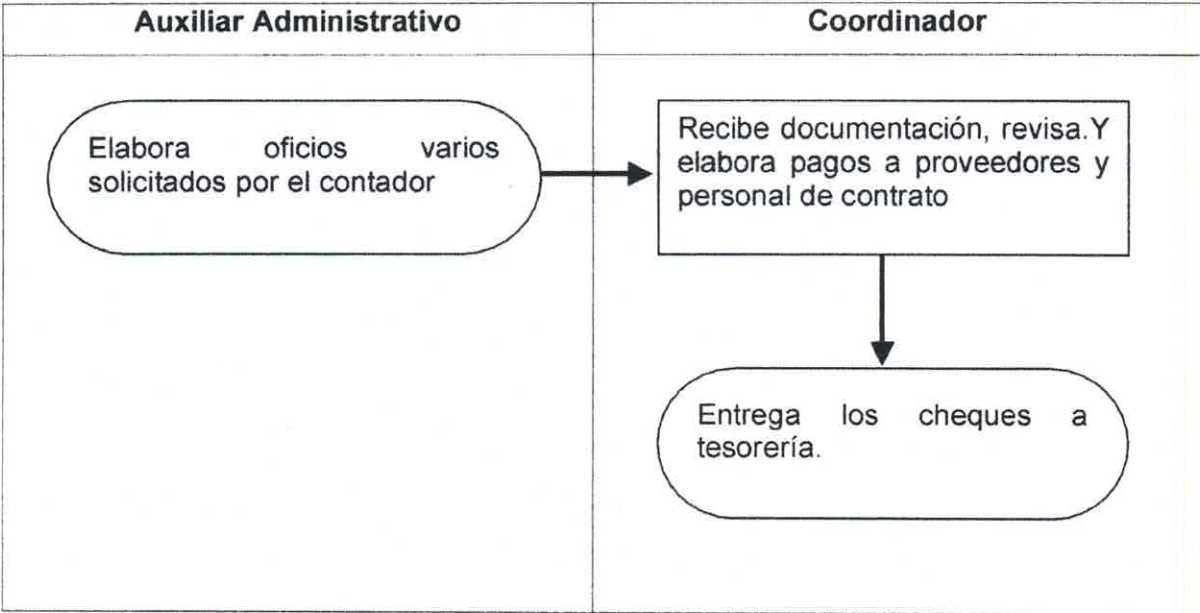 Auxiliar Administrativo
Coordinador
Elabora oficios varios
solicitados por el contador
Recibe documentación, revisa.Y
elabora pagos a proveedores y
personal de contrato
Entrega los cheques a
tesorería.